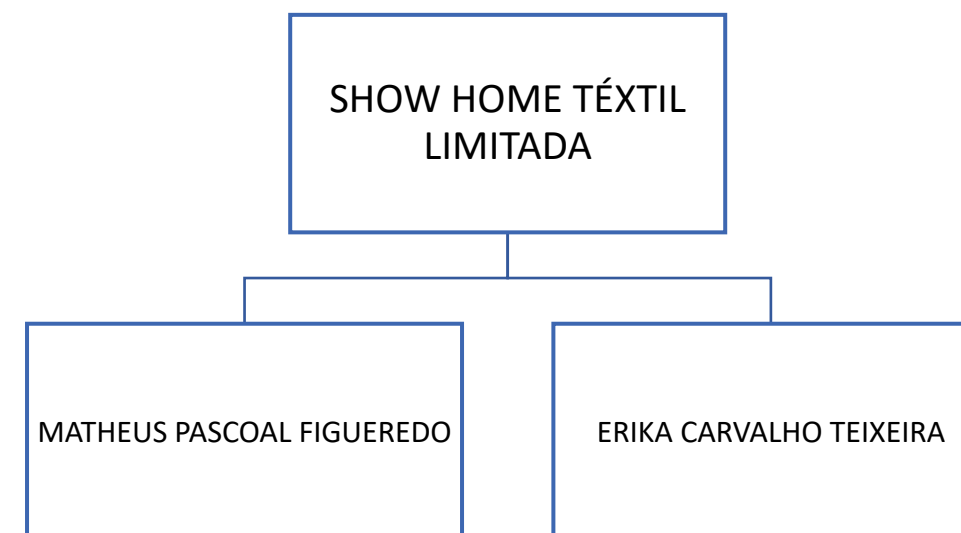 SHOW HOME TÉXTIL
LIMITADA
MATHEUS PASCOAL FIGUEREDO
ERIKA CARVALHO TEIXEIRA